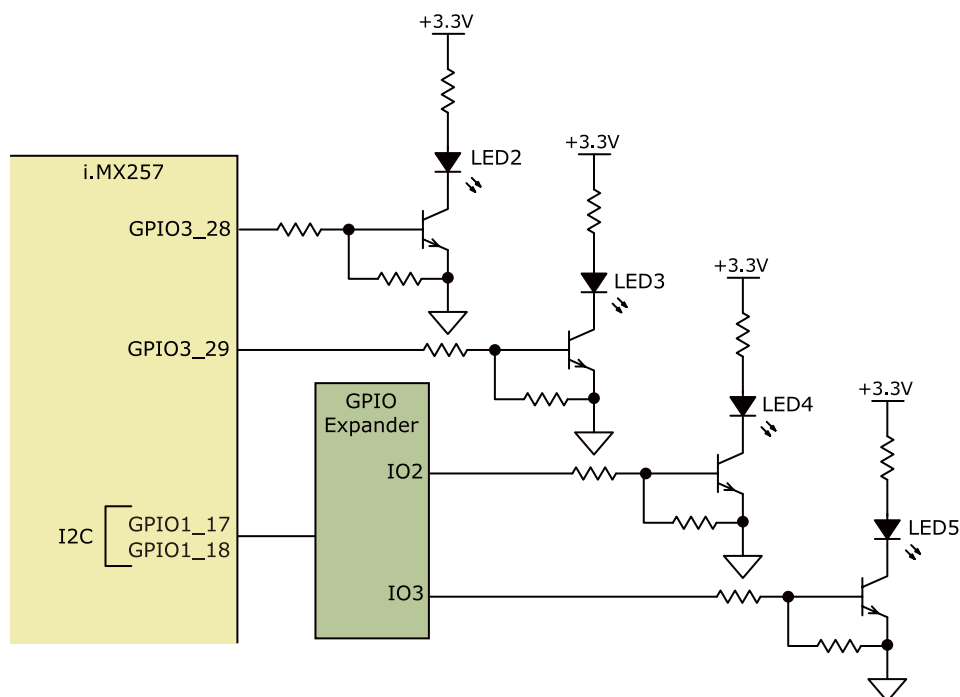 +3.3V
LED2
+3.3V
i.MX257
GPIO3_28
LED3
+3.3V
GPIO3_29
GPIO
Expander
+3.3V
LED4
IO2
I2C
GPIO1_17
GPIO1_18
LED5
IO3